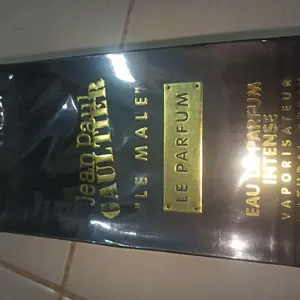 Jean Paul
GAULTIER
"LE MALE"
LE PARFUM
EAU DE PARFUM
INTENSE
VAPORISATEUR